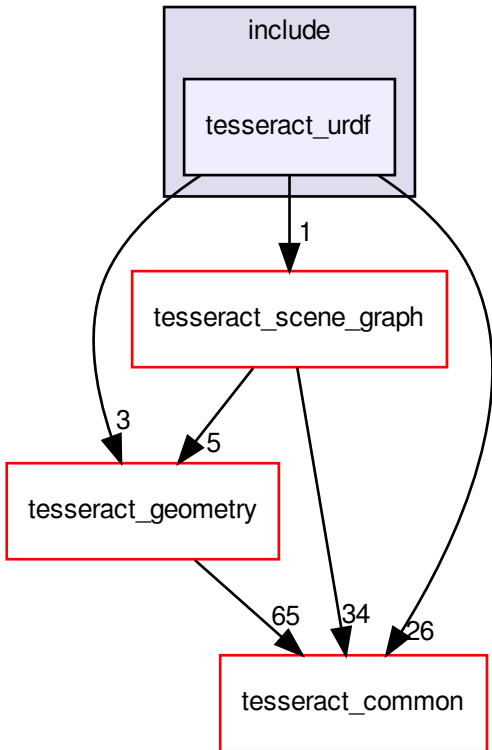 include
tesseract_urdf
1
tesseract_scene_graph
3
5
tesseract_geometry
65
34
26
tesseract_common